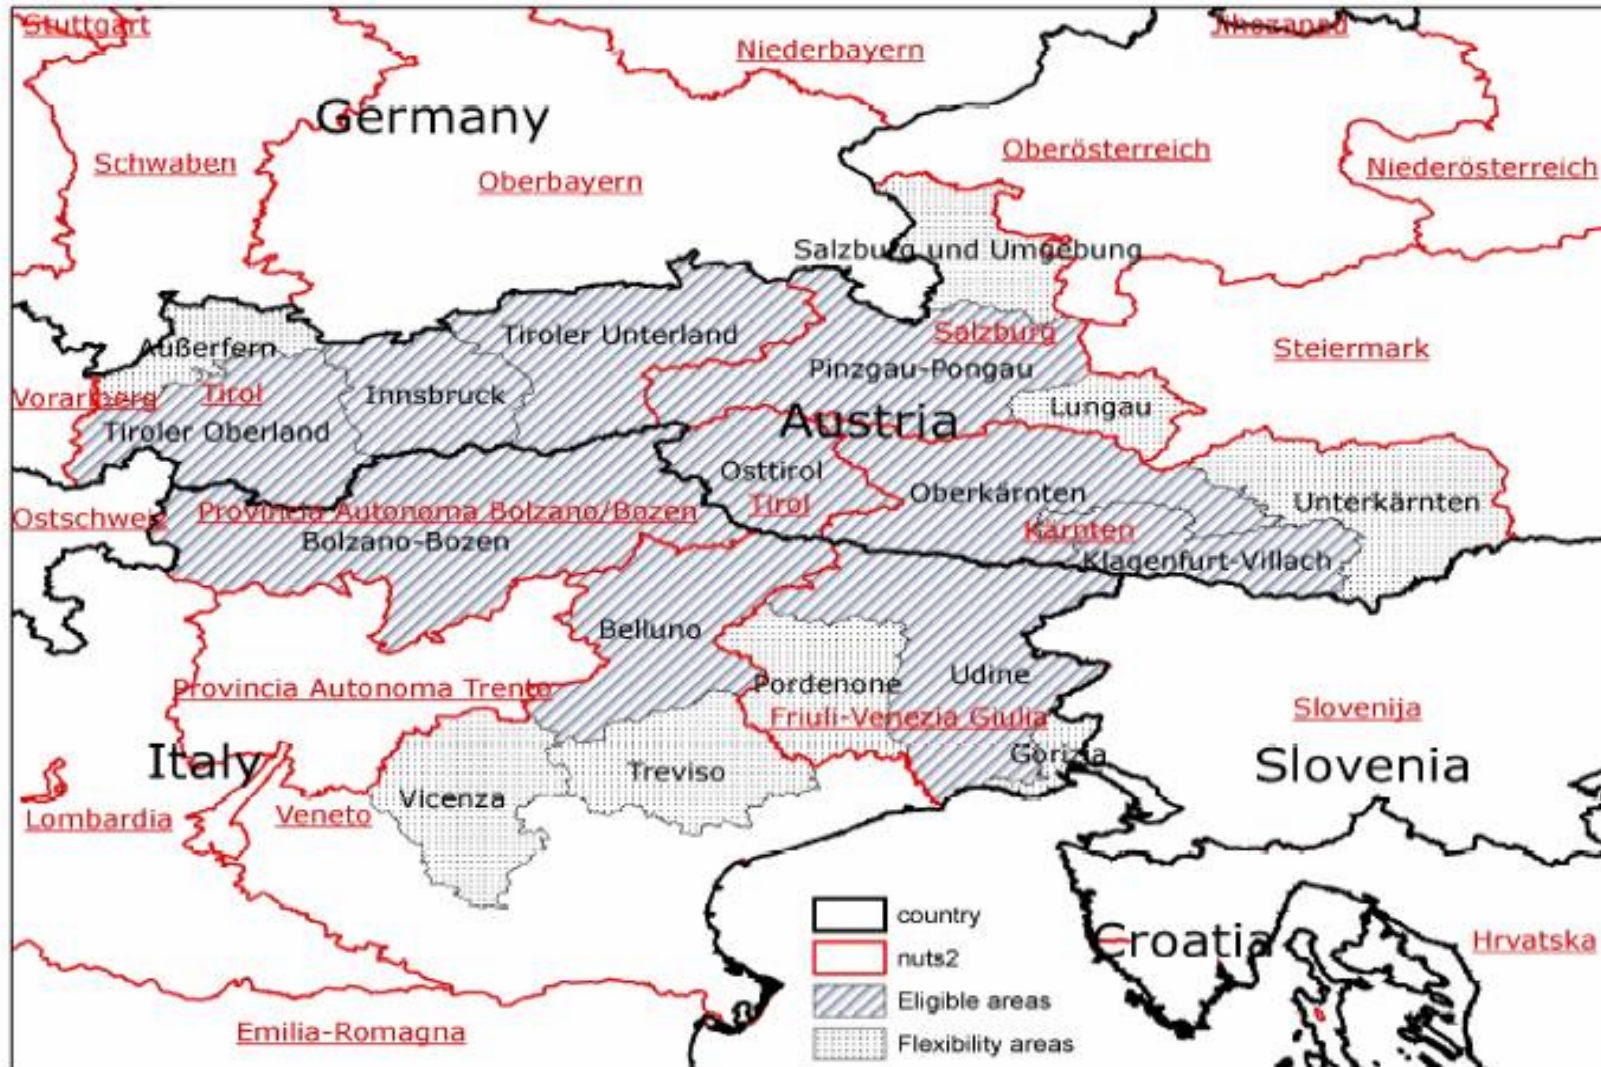 Stuttgart
Jihozapad
Niederbayern
Germany
Schwaben
Oberbayern
Oberösterreich
Niederösterreich
Salzburg und Umgebung
Außerfern
Tiroler Unterland
Salzburg
Steiermark
Pinzgau-Pongau
Vorarlberg
Tirol
Innsbruck
Lungau
Austria
Tiroler Oberland
Osttirol
Tirol
Oberkärnten
Unterkärnten
Ostschweiz
Provincia Autonoma Bolzano/Bozen
Bolzano-Bozen
Kärnten
Klagenfurt-Villach
Belluno
Udine
Provincia Autonoma Trento
Pordenone
Friuli-Venezia Giulia
Slovenija
Italy
Gorizia
Slovenia
Treviso
Vicenza
Lombardia
Veneto
country
nuts2
Eligible areas
Flexibility areas
Croatia
Hrvatska
Emilia-Romagna